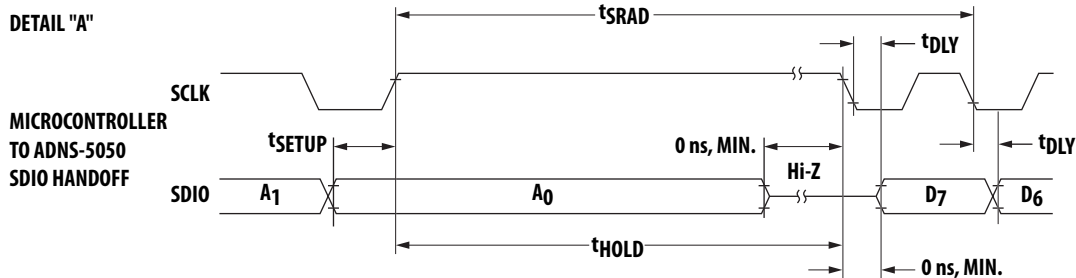 DETAIL "A"
tSRAD
tDLY
SCLK
MICROCONTROLLER
TO ADNS-5050
SDIO HANDOFF
tSETUP
0 ns, MIN.
tDLY
Hi-Z
SDIO
A1
A0
D7
D6
tHOLD
0 ns, MIN.